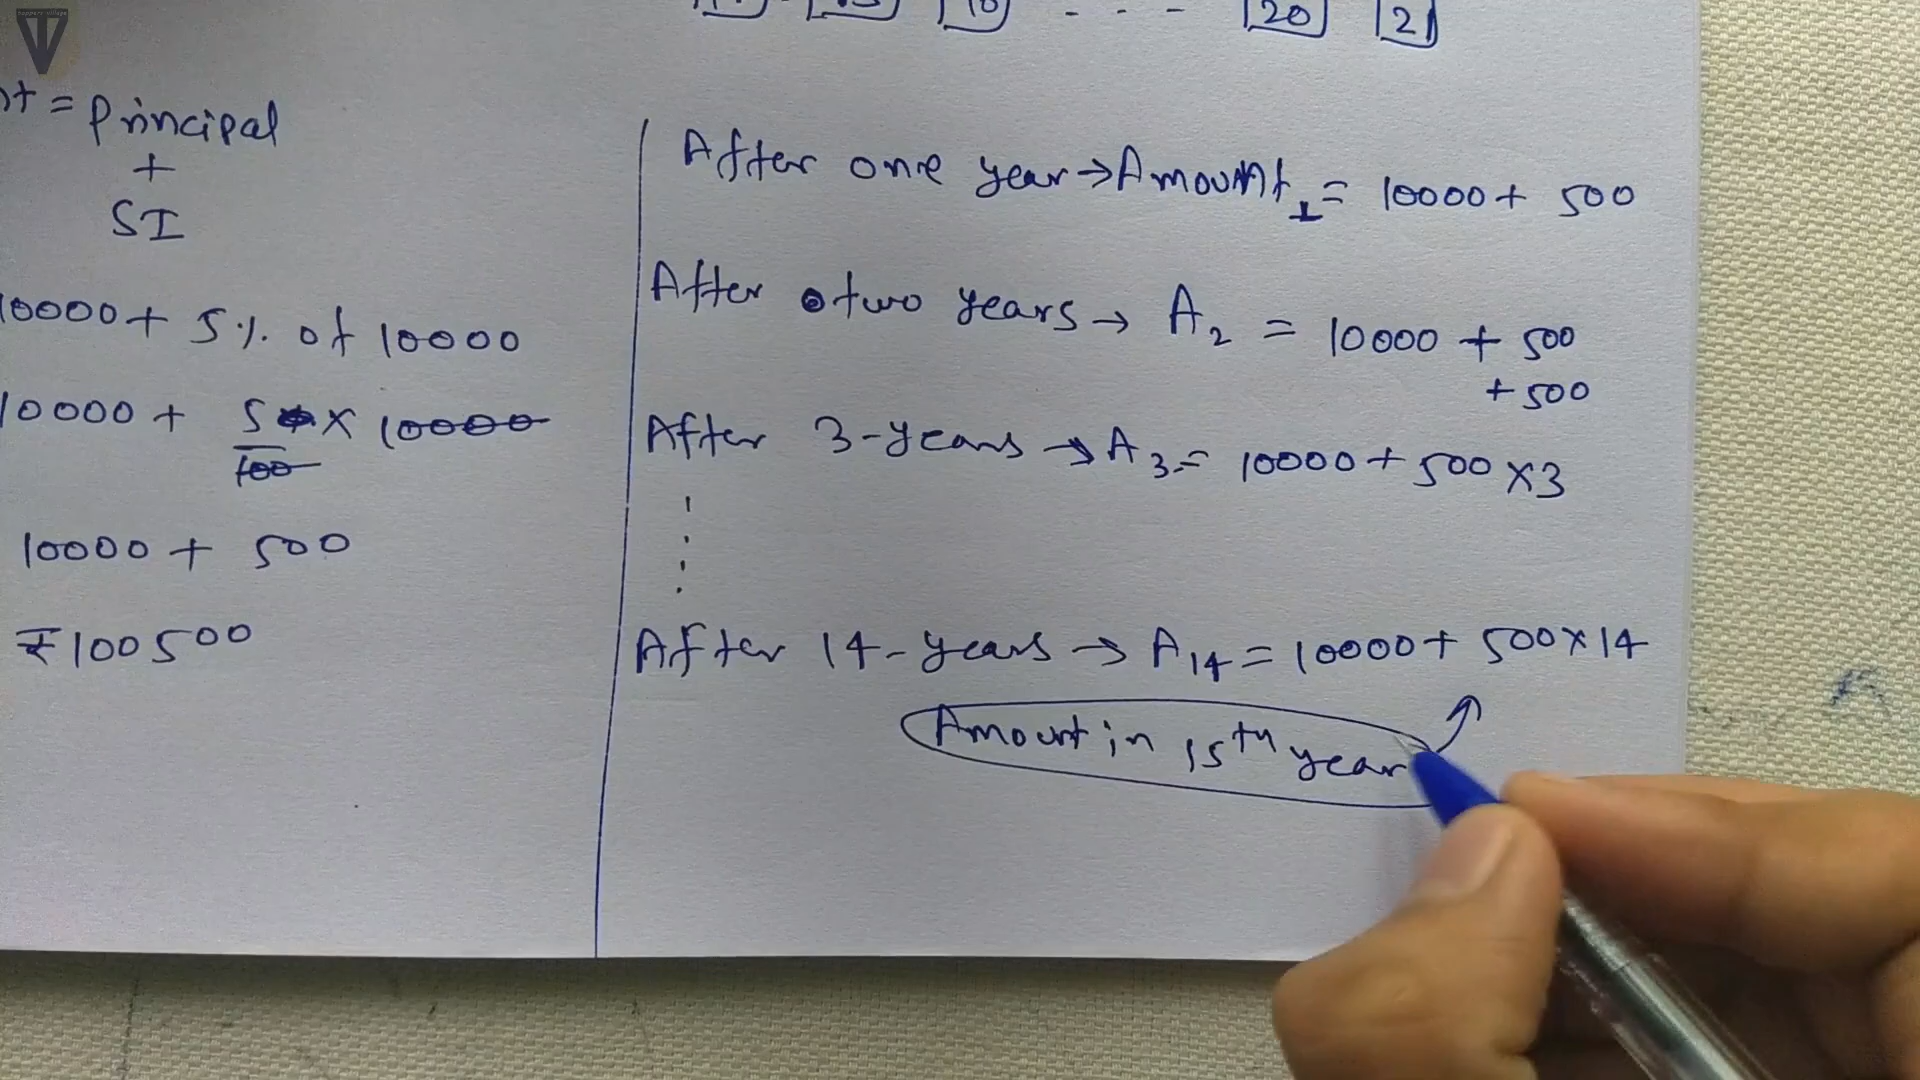 20 21
= Principal
+
SI
10000 + 5% of 10000
10000 + 5 x 10000
100
10000 + 500
₹100500
After one year → Amount1 = 10000 + 500
After two years → A2 = 10000 + 500
+ 500
After 3-years → A3 = 10000 + 500 x 3
After 14-years → A14 = 10000 + 500 x 14
Amount in 15th year